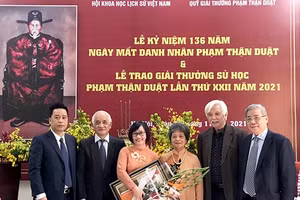 HỘI KHOA HỌC LỊCH SỬ VIỆT NAM
QUỸ GIẢI THƯỞNG PHẠM THẬN DUẬT
LỄ KỶ NIỆM 136 NĂM
NGÀY MẤT DANH NHÂN PHẠM THẬN DUẬT
&
LỄ TRAO GIẢI THƯỞNG SỬ HỌC
PHẠM THẬN DUẬT LẦN THỨ XXII NĂM 2021